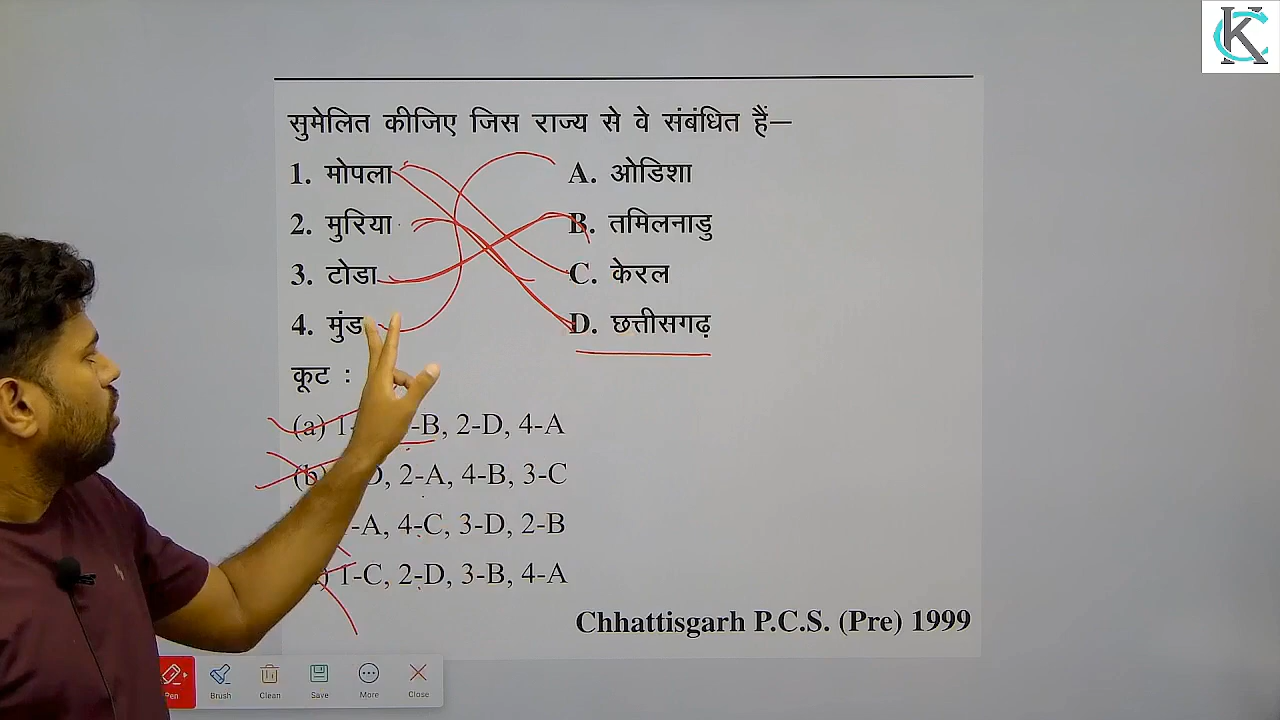 सुमेलित कीजिए जिस राज्य से वे संबंधित हैं—
1. मोपला A. ओडिशा
2. मुरिया B. तमिलनाडु
3. टोडा C. केरल
4. मुंड D. छत्तीसगढ़
कूट :
(a) 1- -B, 2-D, 4-A
(b) D, 2-A, 4-B, 3-C
-A, 4-C, 3-D, 2-B
1-C, 2-D, 3-B, 4-A
Chhattisgarh P.C.S. (Pre) 1999
Pen Brush Clean Save More Close